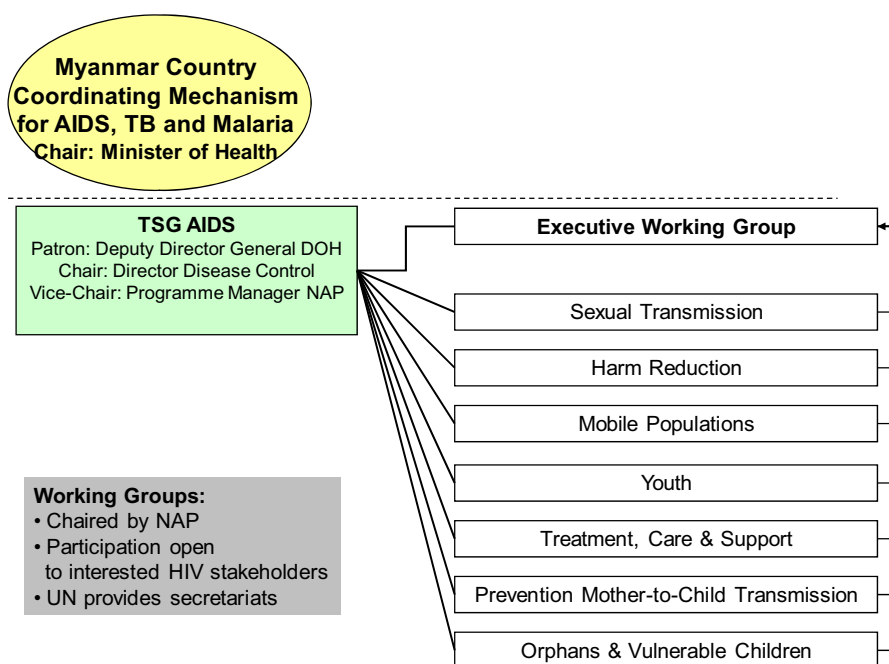 Myanmar Country
Coordinating Mechanism
for AIDS, TB and Malaria
Chair: Minister of Health
TSG AIDS
Patron: Deputy Director General DOH
Chair: Director Disease Control
Vice-Chair: Programme Manager NAP
Executive Working Group
Sexual Transmission
Harm Reduction
Mobile Populations
Youth
Treatment, Care & Support
Prevention Mother-to-Child Transmission
Orphans & Vulnerable Children
Working Groups:
• Chaired by NAP
• Participation open
to interested HIV stakeholders
• UN provides secretariats